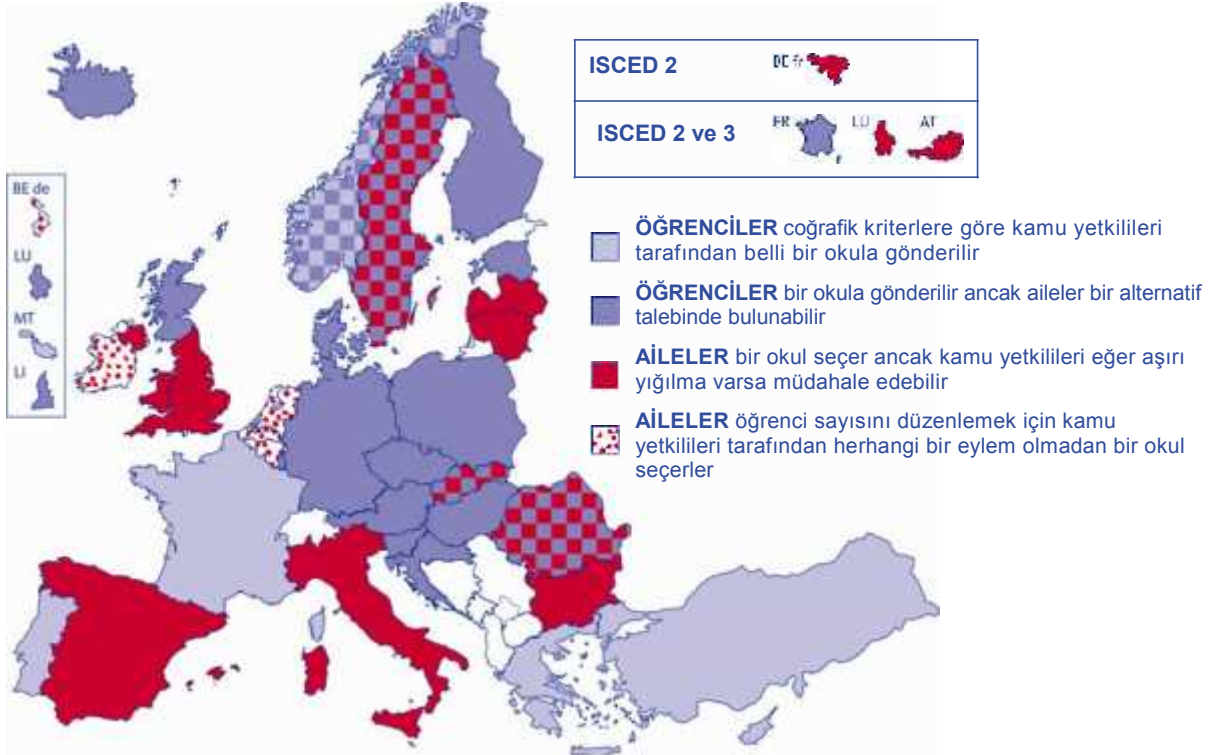 ISCED 2
BE fr
ISCED 2 ve 3
FR
LU
AT
BE de
LU
MT
LI
ÖĞRENCİLER coğrafik kriterlere göre kamu yetkilileri
tarafından belli bir okula gönderilir
ÖĞRENCİLER bir okula gönderilir ancak aileler bir alternatif
talebinde bulunabilir
AİLELER bir okul seçer ancak kamu yetkilileri eğer aşırı
yığılma varsa müdahale edebilir
AİLELER öğrenci sayısını düzenlemek için kamu
yetkilileri tarafından herhangi bir eylem olmadan bir okul
seçerler